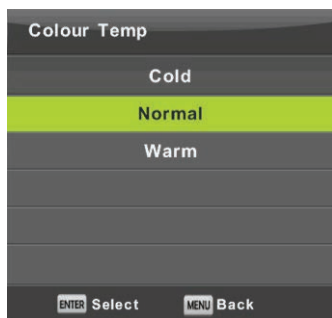 Colour Temp
Cold
Normal
Warm
ENTER Select MENU Back